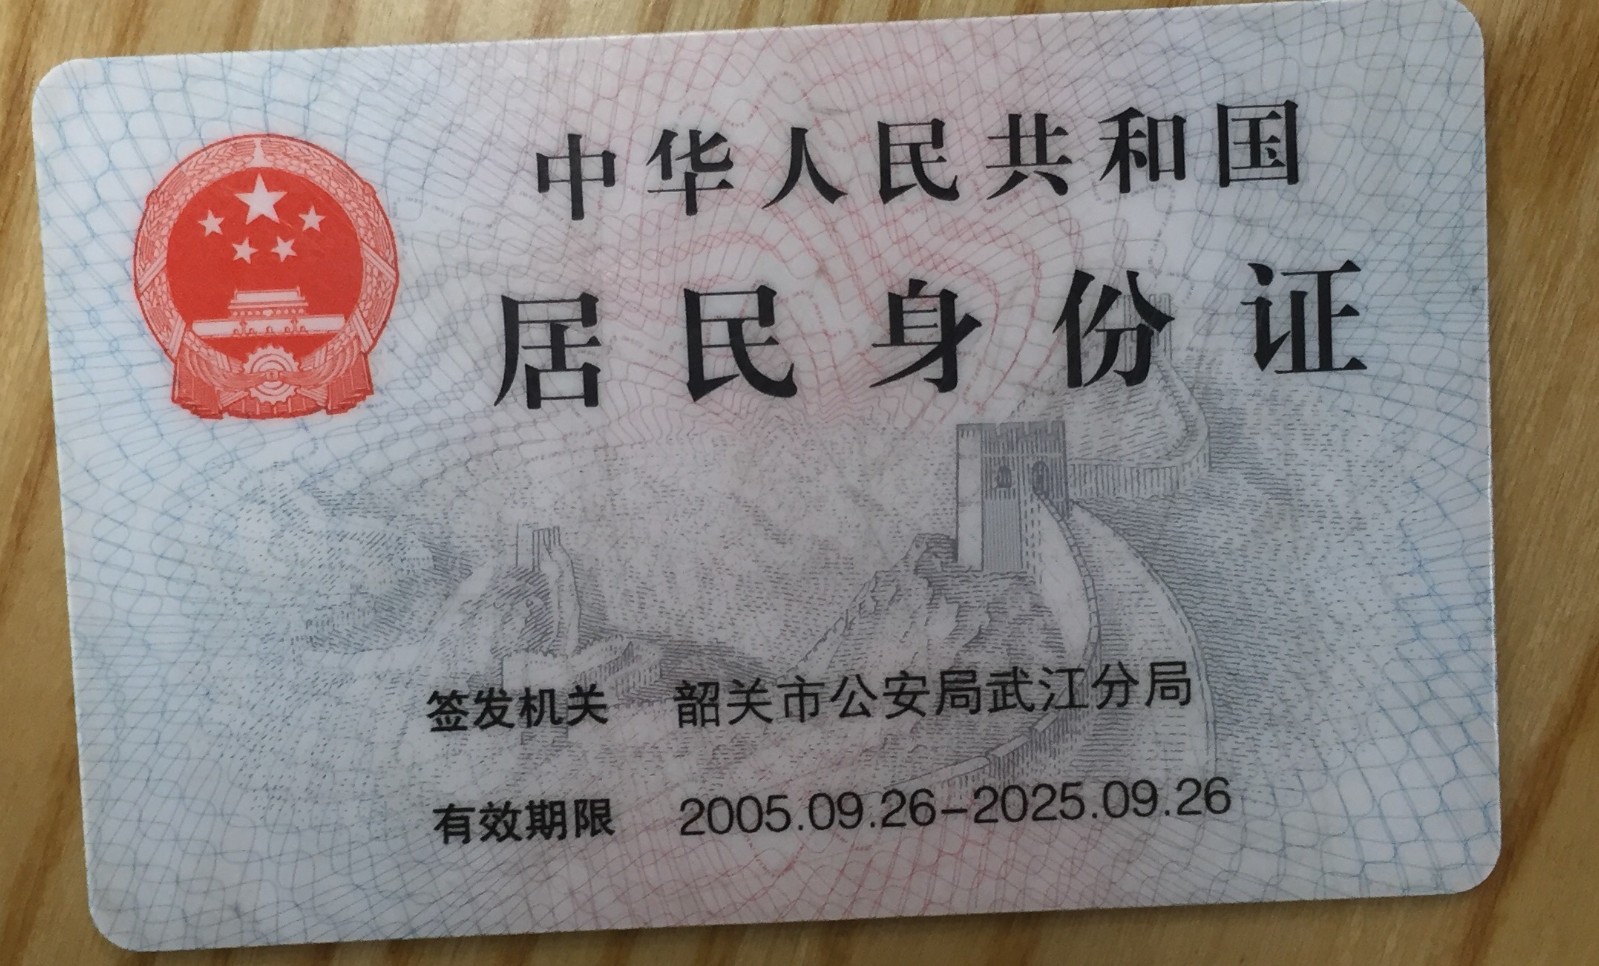 中华人民共和国
居民身份证
签发机关 韶关市公安局武江分局
有效期限 2005.09.26-2025.09.26